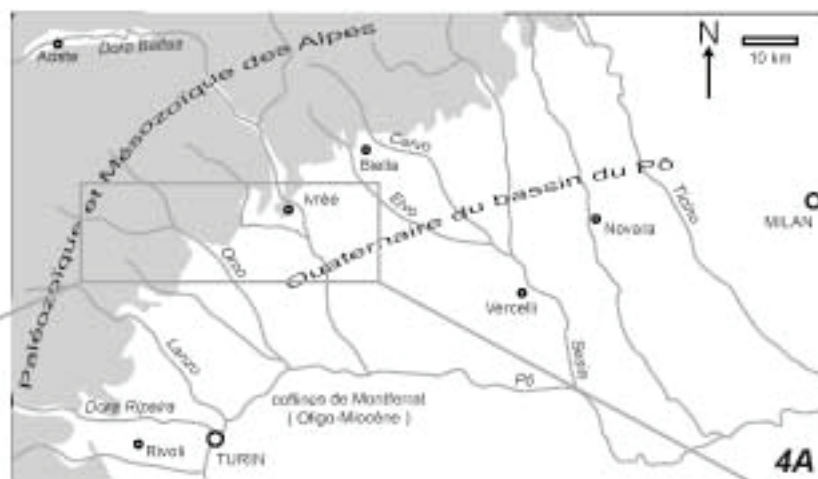 Aoste
Dora Baltea
Paléozoïque et Mésozoïque des Alpes
N
10 km
Biella
Cervo
Elvo
Ivrée
Quaternaire du bassin du Pô
Orco
Novara
Ticino
MILAN
Vercelli
Sesia
Lanzo
Pô
collines de Montferrat
( Oligo-Miocène )
Dora Riparia
Rivoli
TURIN
4A